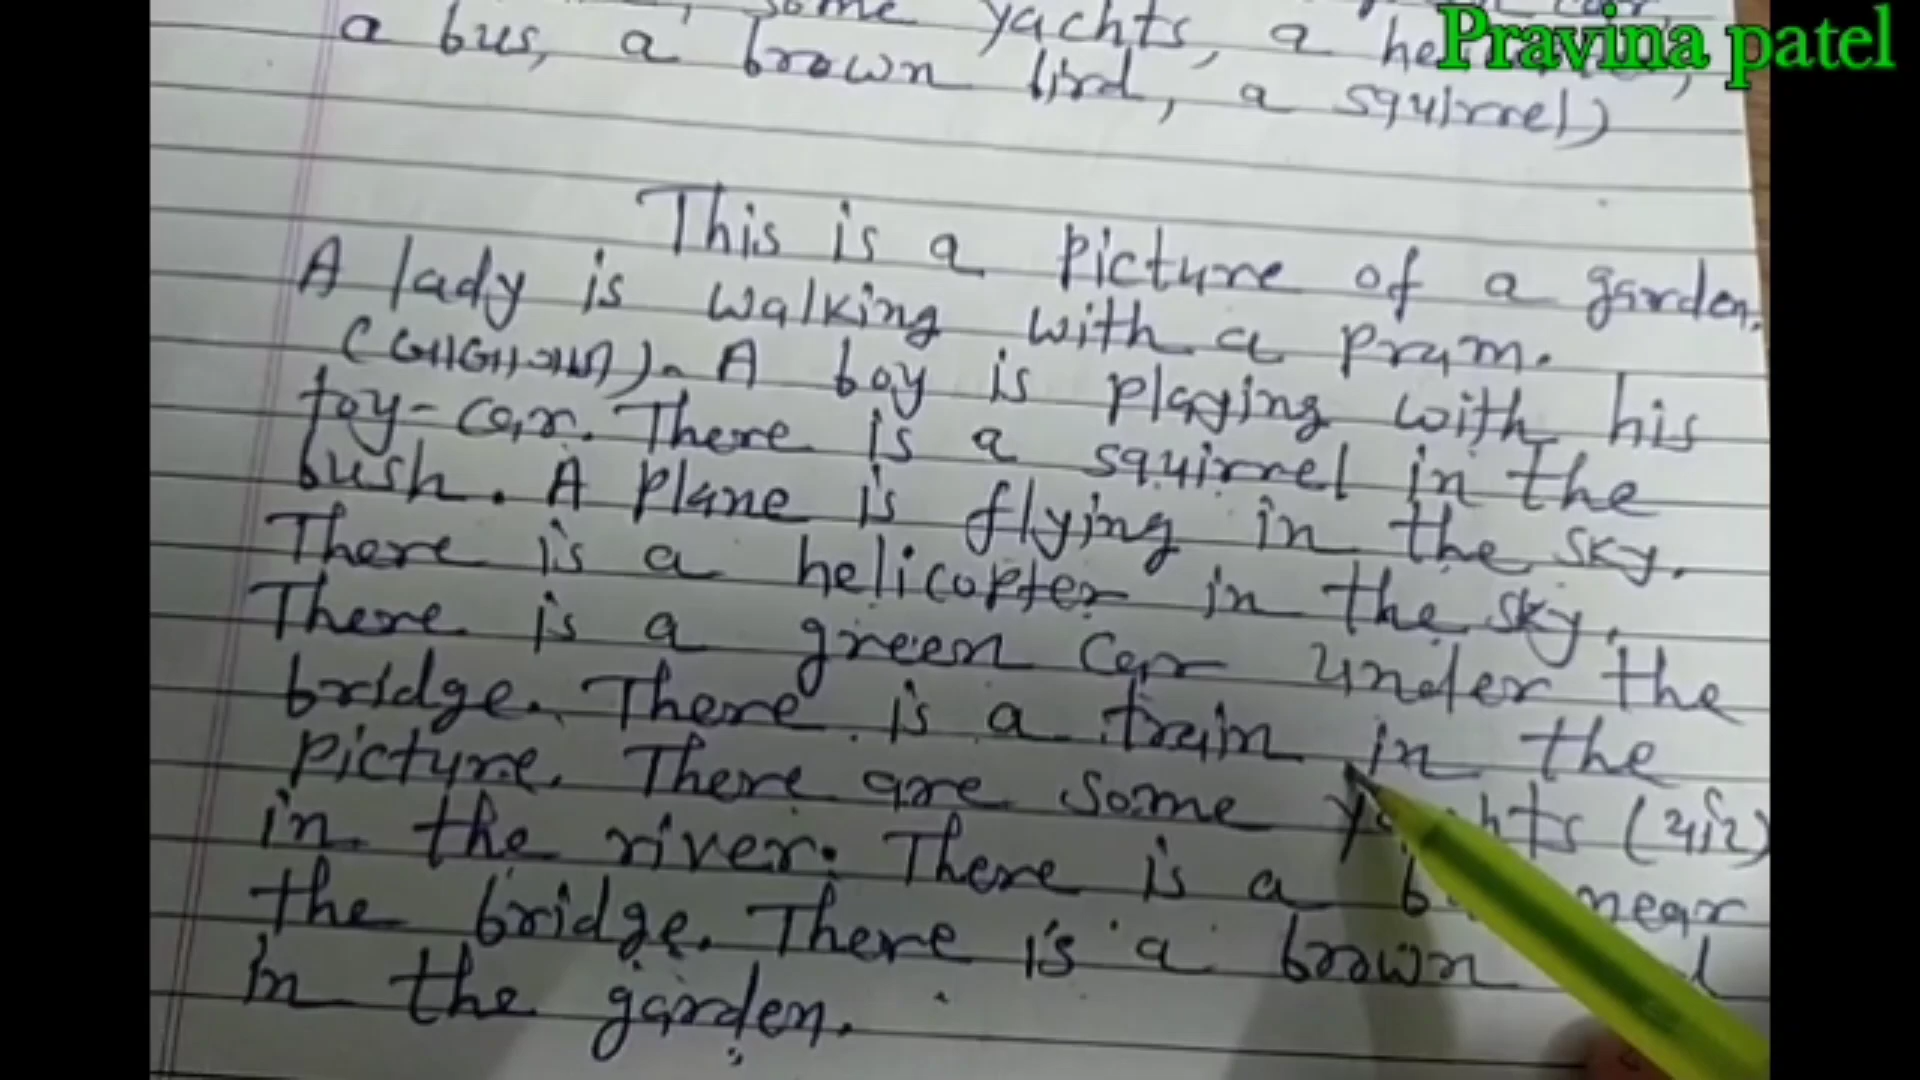 some yachts, a
Pravina patel
a bus, a brown bird, a squirrel)
This is a picture of a garden.
A lady is walking with a pram.
(બાબાગાડી). A boy is playing with his
toy-car. There is a squirrel in the
bush. A plane is flying in the sky.
There is a helicopter in the sky.
There is a green car under the
bridge. There is a train in the
picture. There are some yachts
in the river. There is a near
the bridge. There is a brown
in the garden.